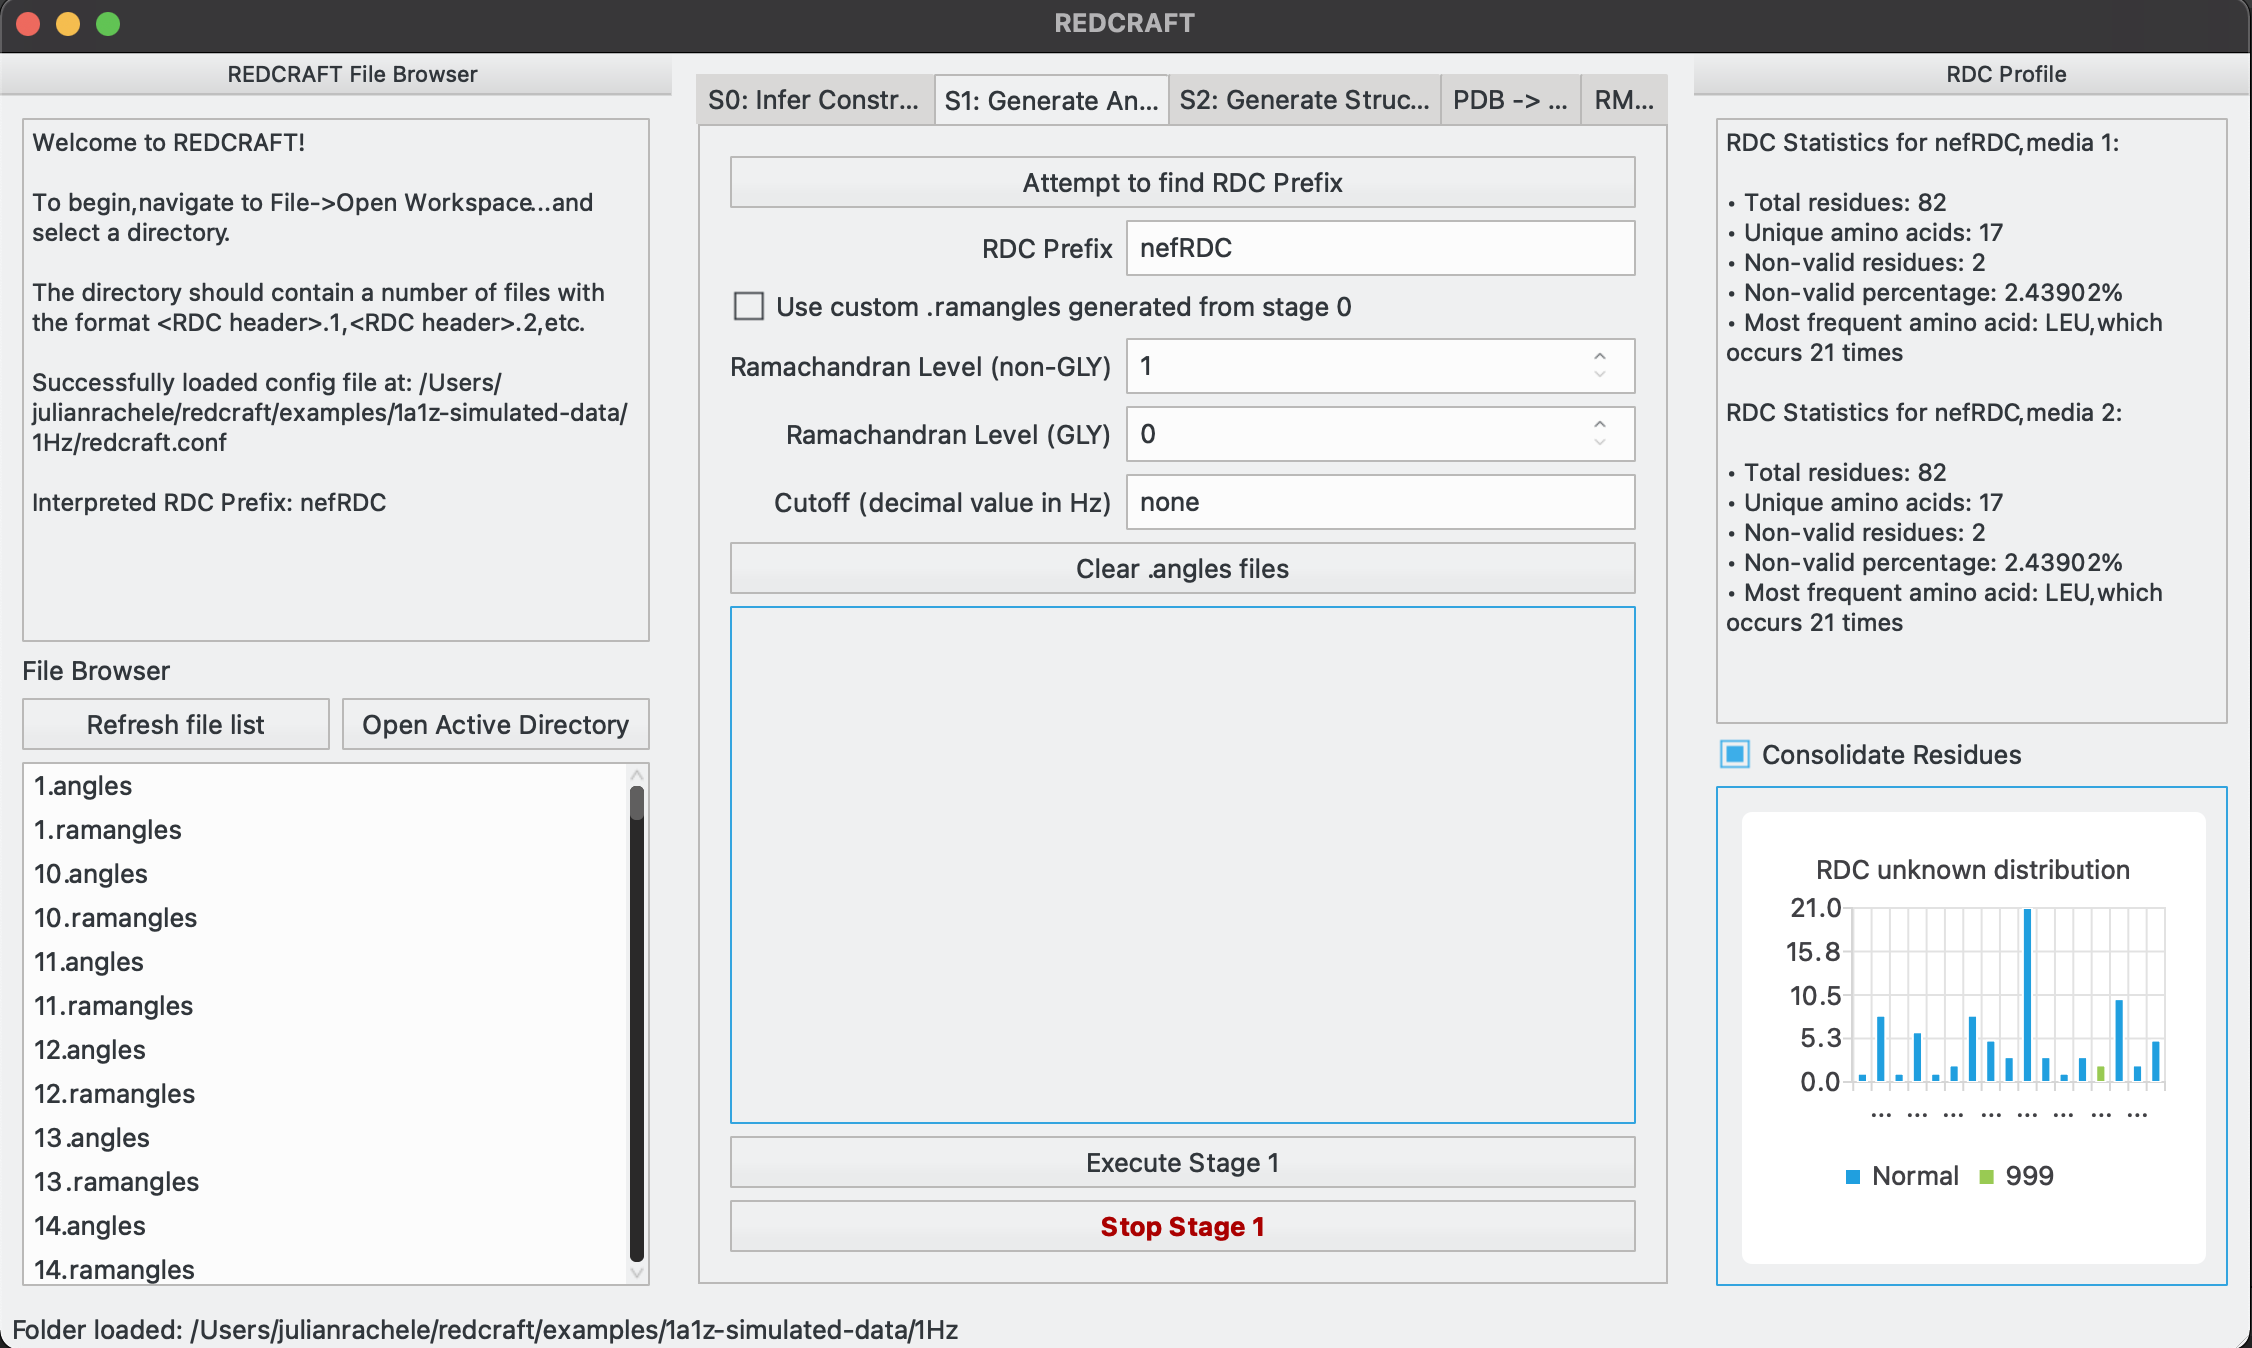 REDCRAFT
REDCRAFT File Browser
Welcome to REDCRAFT!
To begin,navigate to File->Open Workspace...and
select a directory.
The directory should contain a number of files with
the format <RDC header>.1,<RDC header>.2,etc.
Successfully loaded config file at: /Users/
julianrachele/redcraft/examples/1a1z-simulated-data/
1Hz/redcraft.conf
Interpreted RDC Prefix: nefRDC
File Browser
Refresh file list
Open Active Directory
1.angles
1.ramangles
10.angles
10.ramangles
11.angles
11.ramangles
12.angles
12.ramangles
13.angles
13.ramangles
14.angles
14.ramangles
S0: Infer Constr...
S1: Generate An...
S2: Generate Struc...
PDB -> ...
RM...
Attempt to find RDC Prefix
RDC Prefix nefRDC
Use custom .ramangles generated from stage 0
Ramachandran Level (non-GLY) 1
Ramachandran Level (GLY) 0
Cutoff (decimal value in Hz) none
Clear .angles files
Execute Stage 1
Stop Stage 1
RDC Profile
RDC Statistics for nefRDC,media 1:
• Total residues: 82
• Unique amino acids: 17
• Non-valid residues: 2
• Non-valid percentage: 2.43902%
• Most frequent amino acid: LEU,which
occurs 21 times
RDC Statistics for nefRDC,media 2:
• Total residues: 82
• Unique amino acids: 17
• Non-valid residues: 2
• Non-valid percentage: 2.43902%
• Most frequent amino acid: LEU,which
occurs 21 times
Consolidate Residues
RDC unknown distribution
21.0
15.8
10.5
5.3
0.0
... ... ... ... ... ... ... ...
Normal 999
Folder loaded: /Users/julianrachele/redcraft/examples/1a1z-simulated-data/1Hz